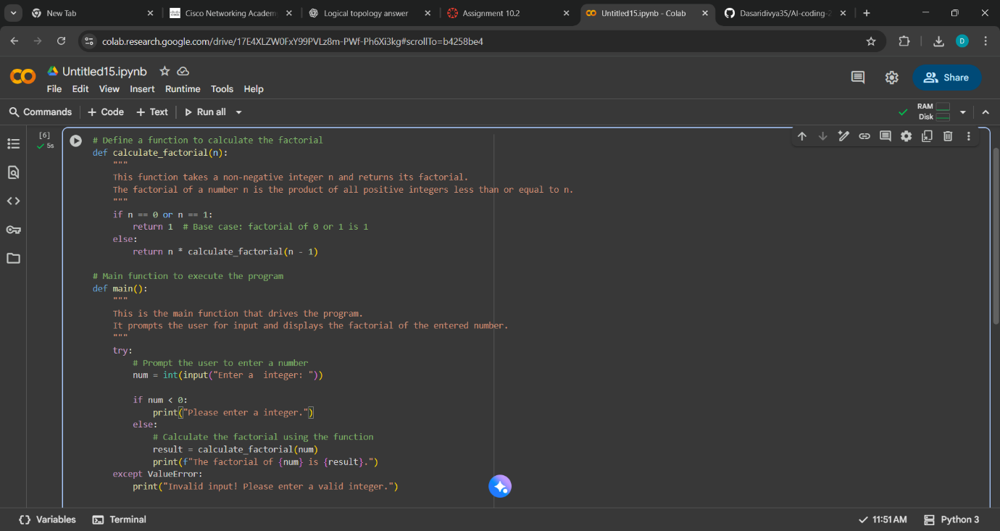 New Tab
Cisco Networking Academ
Logical topology answer
Assignment 10.2
Untitled15.ipynb - Colab
Dasaridivya35/AI-coding-2
colab.research.google.com/drive/17E4XLZW0FxY99PVLz8m-PWf-Ph6Xi3kg#scrollTo=b4258be4
D
Untitled15.ipynb
File Edit View Insert Runtime Tools Help
Share
Commands + Code + Text Run all
RAM
Disk
[6]
5s
# Define a function to calculate the factorial
def calculate_factorial(n):
    """
    This function takes a non-negative integer n and returns its factorial.
    The factorial of a number n is the product of all positive integers less than or equal to n.
    """
    if n == 0 or n == 1:
        return 1  # Base case: factorial of 0 or 1 is 1
    else:
        return n * calculate_factorial(n - 1)
# Main function to execute the program
def main():
    """
    This is the main function that drives the program.
    It prompts the user for input and displays the factorial of the entered number.
    """
    try:
        # Prompt the user to enter a number
        num = int(input("Enter a  integer: "))
        if num < 0:
            print("Please enter a integer.")
        else:
            # Calculate the factorial using the function
            result = calculate_factorial(num)
            print(f"The factorial of {num} is {result}.")
    except ValueError:
        print("Invalid input! Please enter a valid integer.")
Variables
Terminal
11:51 AM
Python 3